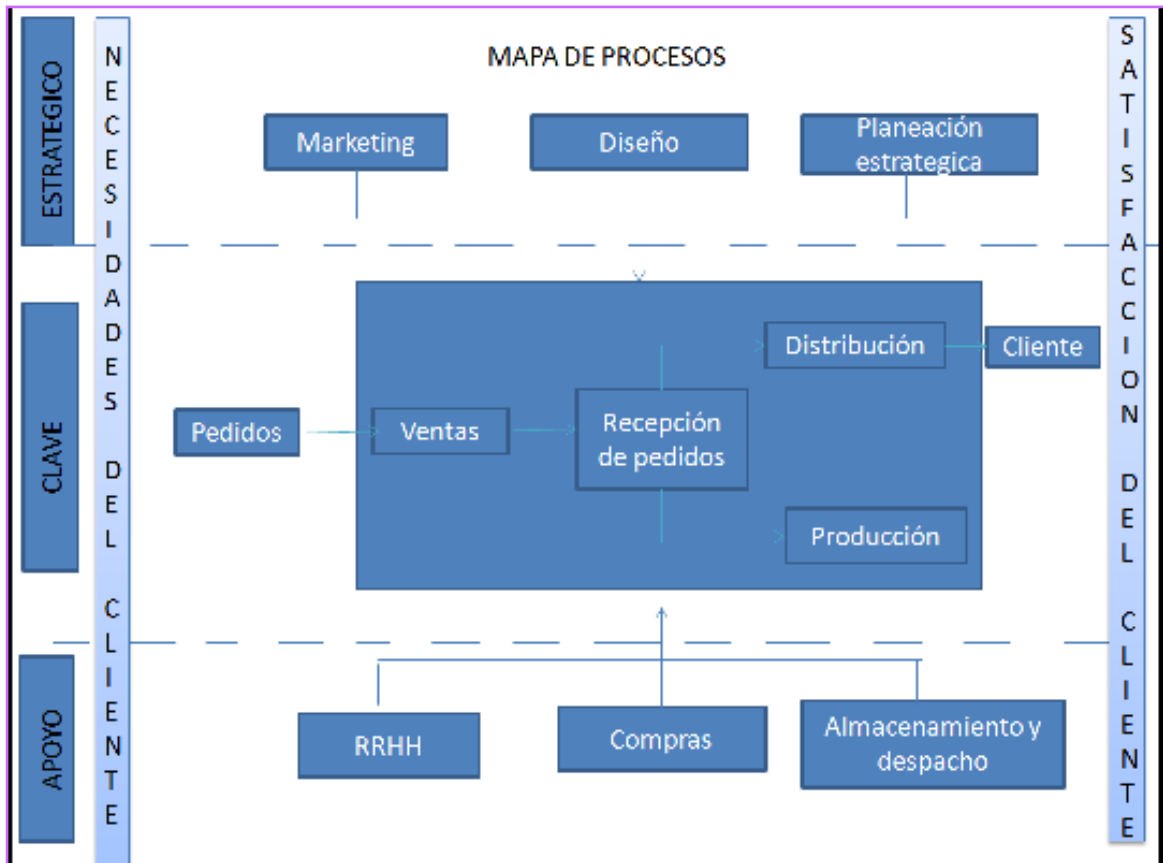 MAPA DE PROCESOS
ESTRATEGICO
NECESIDADES DEL CLIENTE
SATISFACCION DEL CLIENTE
Marketing
Diseño
Planeación
estrategica
CLAVE
Pedidos
Ventas
Recepción
de pedidos
Distribución
Cliente
Producción
APOYO
RRHH
Compras
Almacenamiento y
despacho